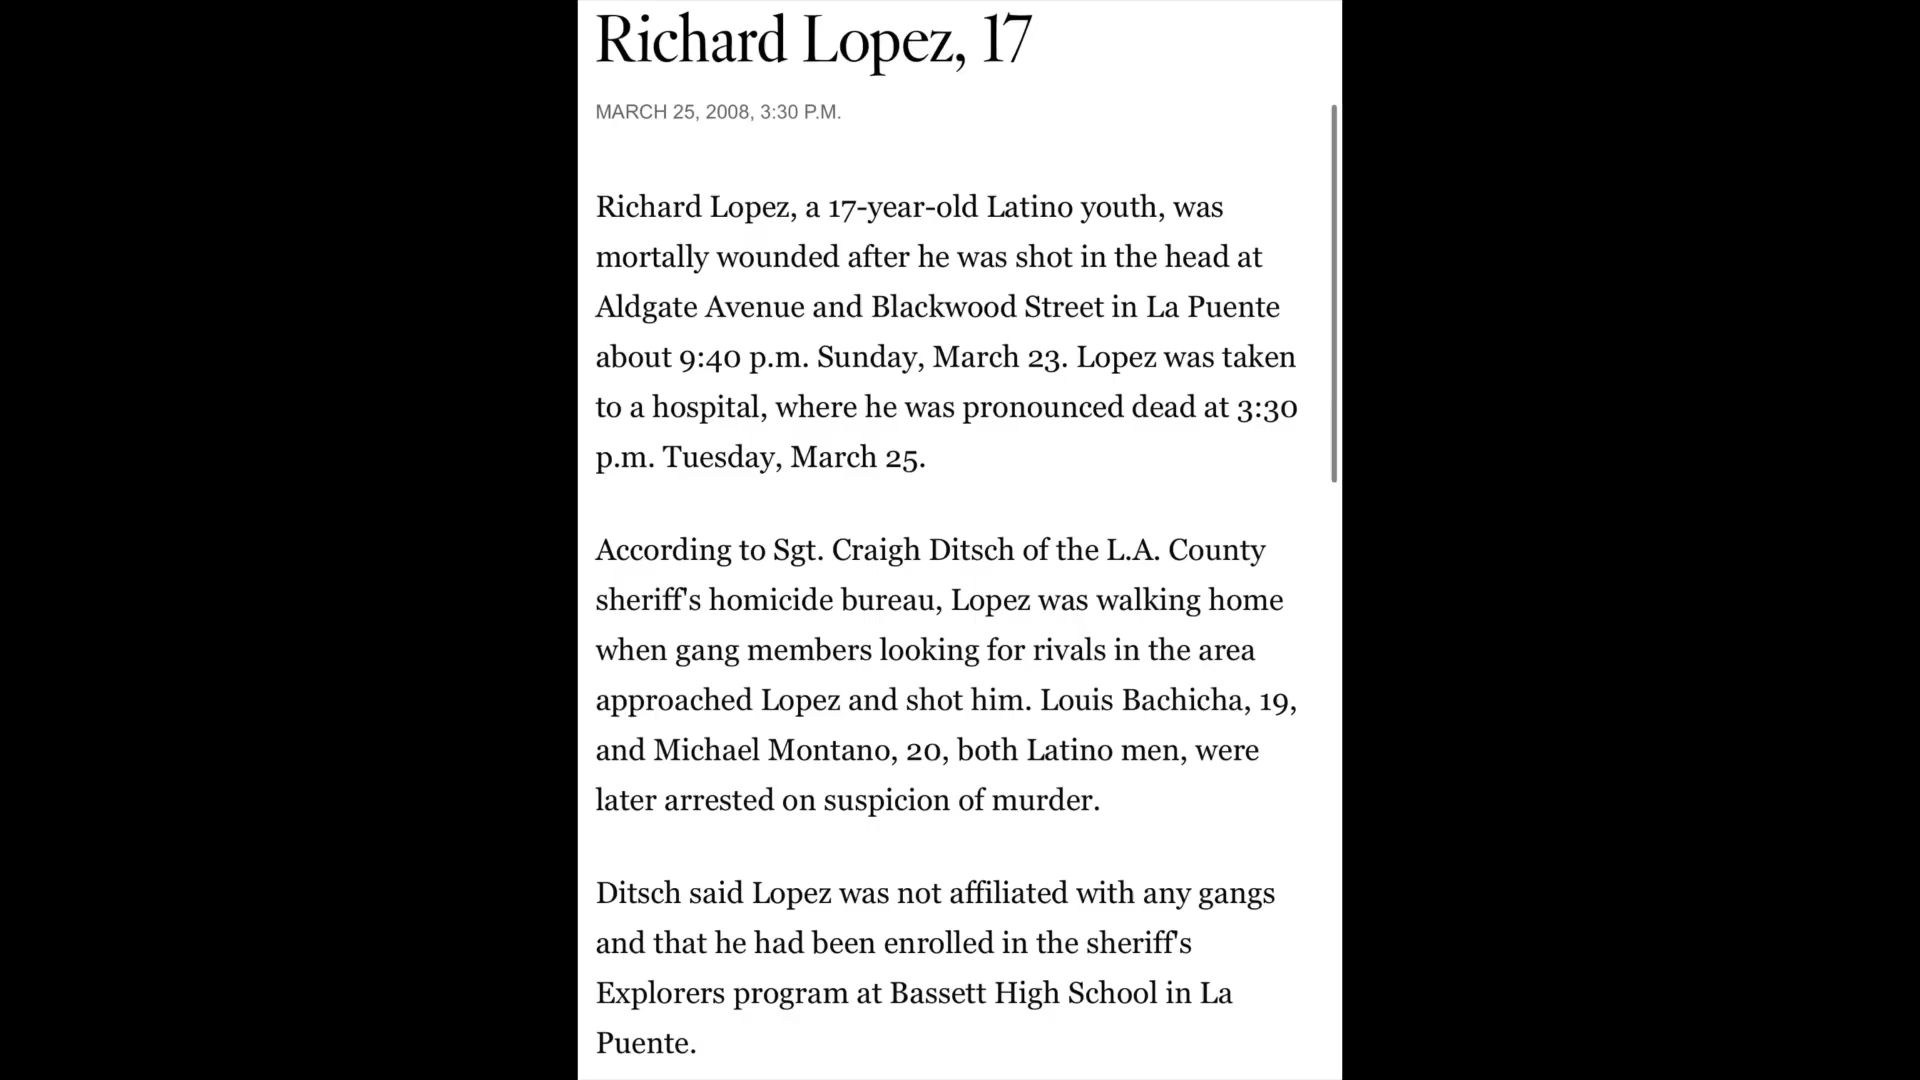 Richard Lopez, 17
MARCH 25, 2008, 3:30 P.M.
Richard Lopez, a 17-year-old Latino youth, was
mortally wounded after he was shot in the head at
Aldgate Avenue and Blackwood Street in La Puente
about 9:40 p.m. Sunday, March 23. Lopez was taken
to a hospital, where he was pronounced dead at 3:30
p.m. Tuesday, March 25.
According to Sgt. Craigh Ditsch of the L.A. County
sheriff's homicide bureau, Lopez was walking home
when gang members looking for rivals in the area
approached Lopez and shot him. Louis Bachicha, 19,
and Michael Montano, 20, both Latino men, were
later arrested on suspicion of murder.
Ditsch said Lopez was not affiliated with any gangs
and that he had been enrolled in the sheriff's
Explorers program at Bassett High School in La
Puente.